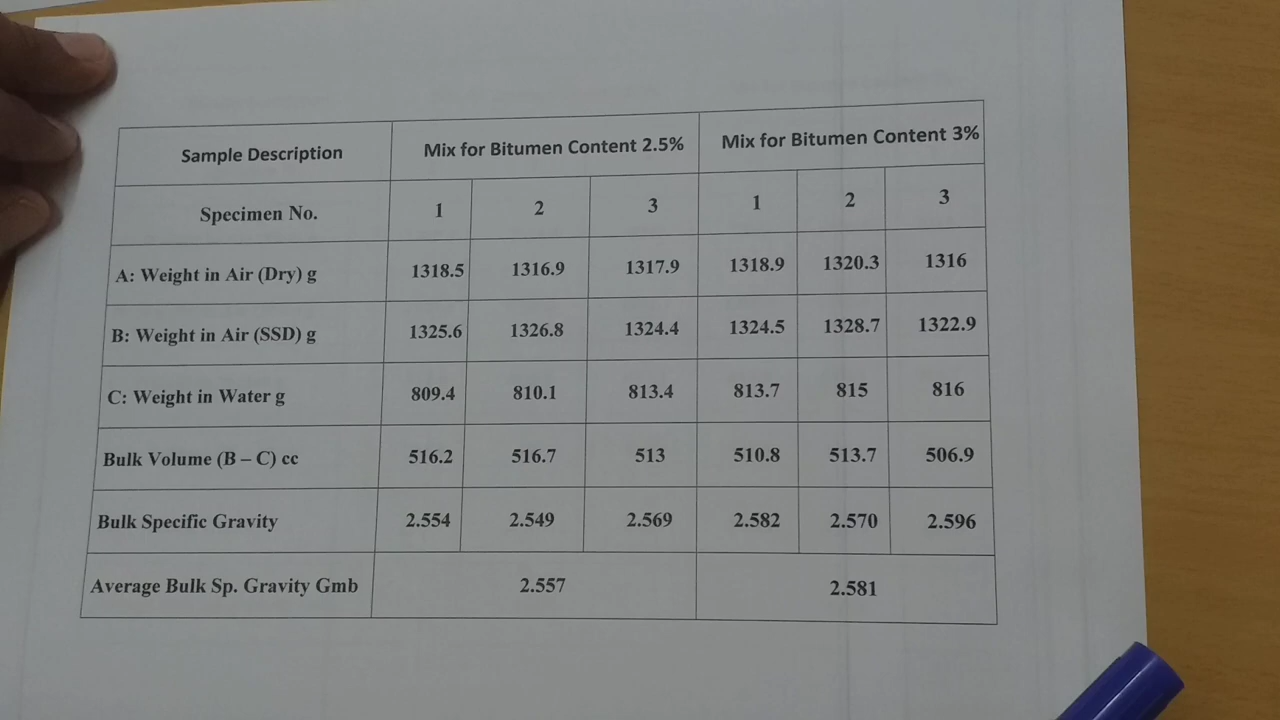 Sample Description Mix for Bitumen Content 2.5% Mix for Bitumen Content 3%
Specimen No. 1 2 3 1 2 3
A: Weight in Air (Dry) g 1318.5 1316.9 1317.9 1318.9 1320.3 1316
B: Weight in Air (SSD) g 1325.6 1326.8 1324.4 1324.5 1328.7 1322.9
C: Weight in Water g 809.4 810.1 813.4 813.7 815 816
Bulk Volume (B – C) cc 516.2 516.7 513 510.8 513.7 506.9
Bulk Specific Gravity 2.554 2.549 2.569 2.582 2.570 2.596
Average Bulk Sp. Gravity Gmb 2.557 2.581